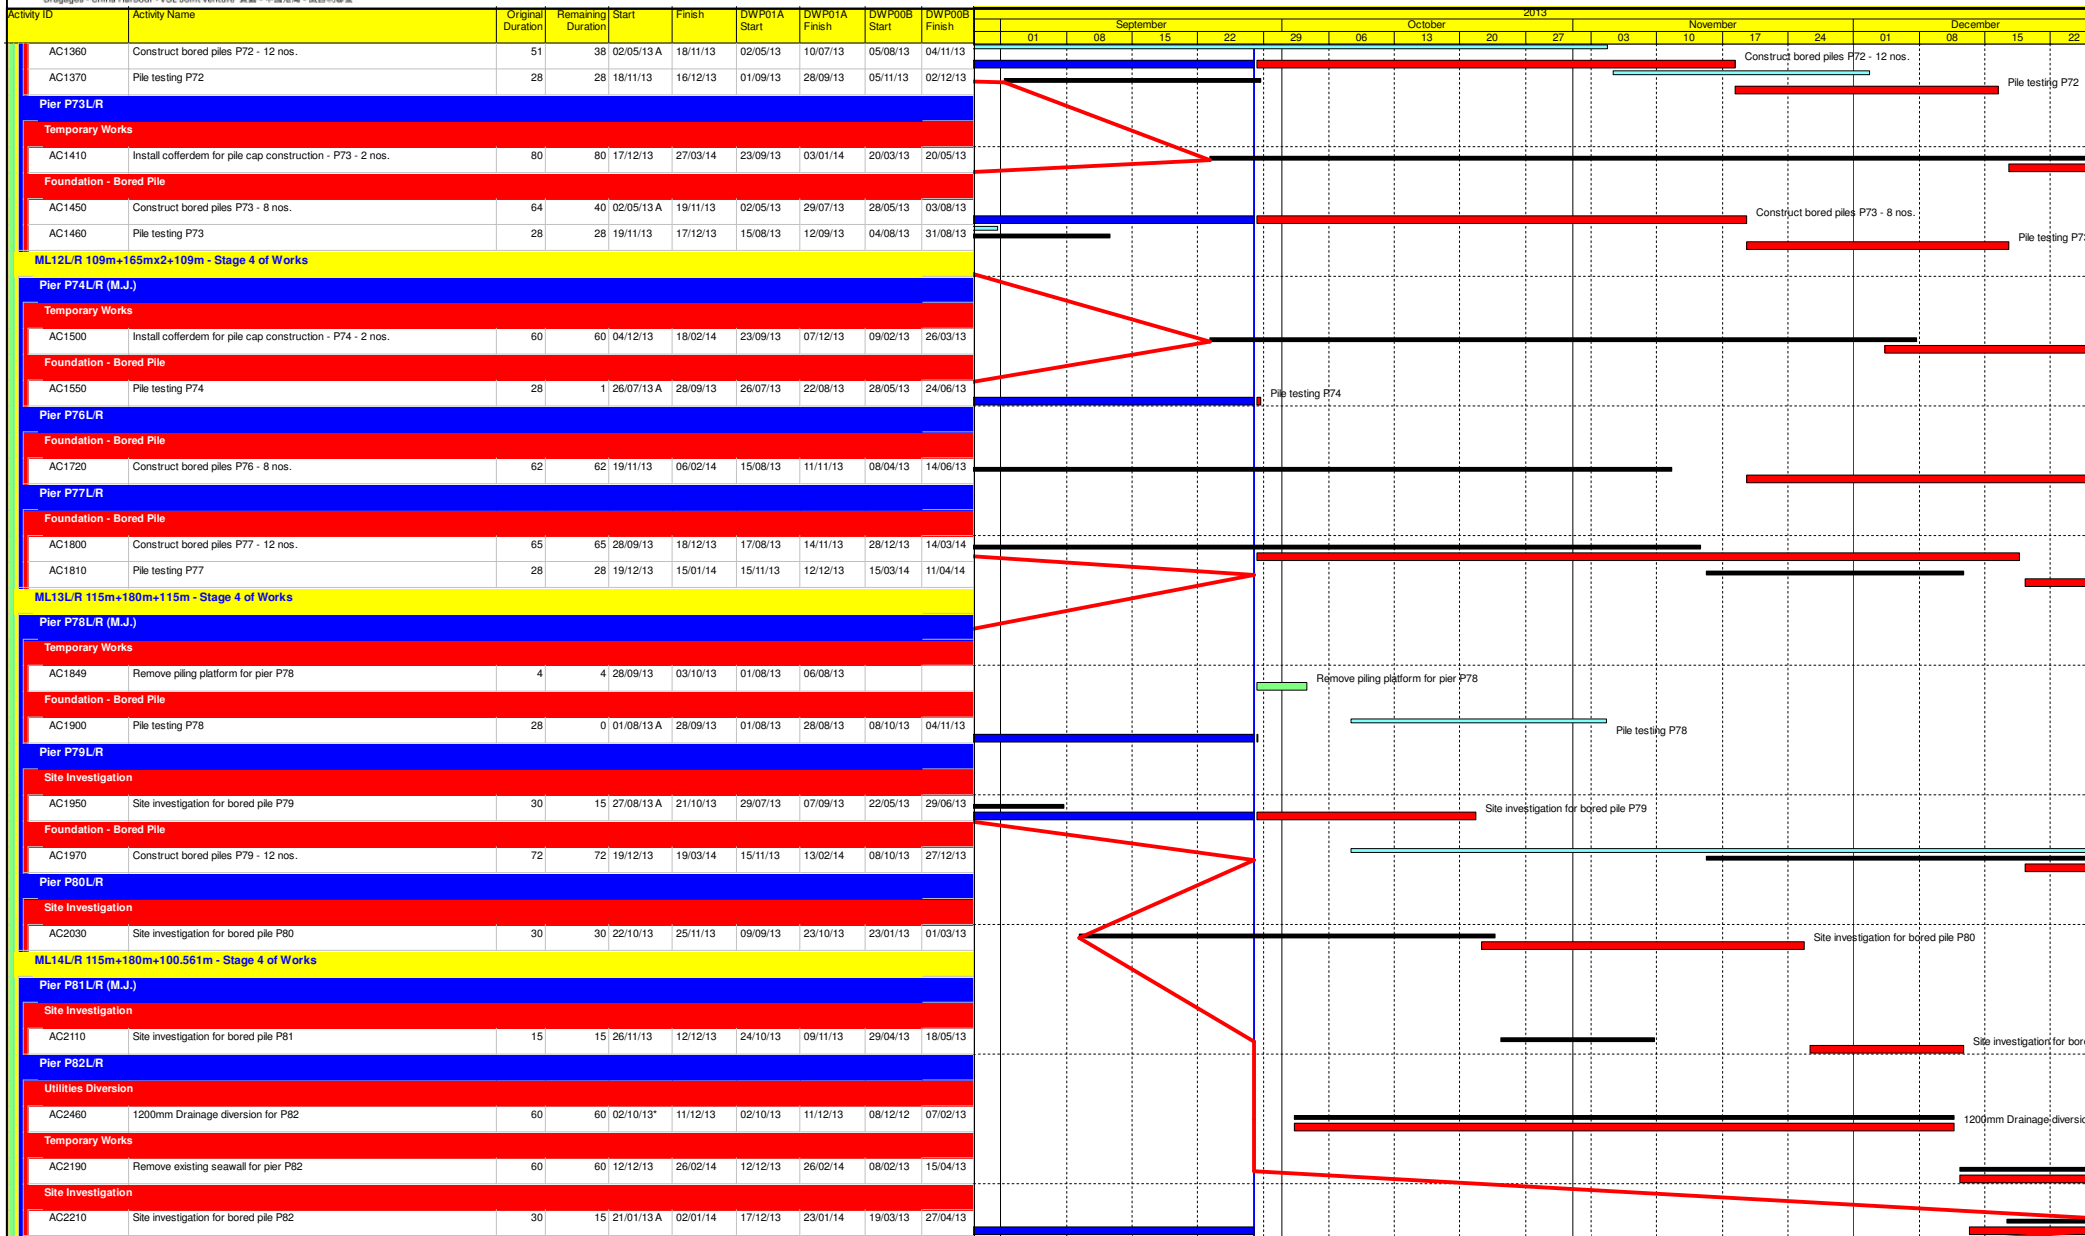 Activity ID Activity Name Original Duration Remaining Duration Start Finish DWP01A Start DWP01A Finish DWP00B Start DWP00B Finish
2013
September October November December
01 08 15 22 29 06 13 20 27 03 10 17 24 01 08 15 22
AC1360 Construct bored piles P72 - 12 nos. 51 38 02/05/13 A 18/11/13 02/05/13 10/07/13 05/08/13 04/11/13
Construct bored piles P72 - 12 nos.
AC1370 Pile testing P72 28 28 18/11/13 16/12/13 01/09/13 28/09/13 05/11/13 02/12/13
Pile testing P72
Pier P73L/R
Temporary Works
AC1410 Install cofferdem for pile cap construction - P73 - 2 nos. 80 80 17/12/13 27/03/14 23/09/13 03/01/14 20/03/13 20/05/13
Foundation - Bored Pile
AC1450 Construct bored piles P73 - 8 nos. 64 40 02/05/13 A 19/11/13 02/05/13 29/07/13 28/05/13 03/08/13
Construct bored piles P73 - 8 nos.
AC1460 Pile testing P73 28 28 19/11/13 17/12/13 15/08/13 12/09/13 04/08/13 31/08/13
Pile testing P73
ML12L/R 109m+165mx2+109m - Stage 4 of Works
Pier P74L/R (M.J.)
Temporary Works
AC1500 Install cofferdem for pile cap construction - P74 - 2 nos. 60 60 04/12/13 18/02/14 23/09/13 07/12/13 09/02/13 26/03/13
Foundation - Bored Pile
AC1550 Pile testing P74 28 1 26/07/13 A 28/09/13 26/07/13 22/08/13 28/05/13 24/06/13
Pile testing P74
Pier P76L/R
Foundation - Bored Pile
AC1720 Construct bored piles P76 - 8 nos. 62 62 19/11/13 06/02/14 15/08/13 11/11/13 08/04/13 14/06/13
Pier P77L/R
Foundation - Bored Pile
AC1800 Construct bored piles P77 - 12 nos. 65 65 28/09/13 18/12/13 17/08/13 14/11/13 28/12/13 14/03/14
AC1810 Pile testing P77 28 28 19/12/13 15/01/14 15/11/13 12/12/13 15/03/14 11/04/14
ML13L/R 115m+180m+115m - Stage 4 of Works
Pier P78L/R (M.J.)
Temporary Works
AC1849 Remove piling platform for pier P78 4 4 28/09/13 03/10/13 01/08/13 06/08/13
Remove piling platform for pier P78
Foundation - Bored Pile
AC1900 Pile testing P78 28 0 01/08/13 A 28/09/13 01/08/13 28/08/13 08/10/13 04/11/13
Pile testing P78
Pier P79L/R
Site Investigation
AC1950 Site investigation for bored pile P79 30 15 27/08/13 A 21/10/13 29/07/13 07/09/13 22/05/13 29/06/13
Site investigation for bored pile P79
Foundation - Bored Pile
AC1970 Construct bored piles P79 - 12 nos. 72 72 19/12/13 19/03/14 15/11/13 13/02/14 08/10/13 27/12/13
Pier P80L/R
Site Investigation
AC2030 Site investigation for bored pile P80 30 30 22/10/13 25/11/13 09/09/13 23/10/13 23/01/13 01/03/13
Site investigation for bored pile P80
ML14L/R 115m+180m+100.561m - Stage 4 of Works
Pier P81L/R (M.J.)
Site Investigation
AC2110 Site investigation for bored pile P81 15 15 26/11/13 12/12/13 24/10/13 09/11/13 29/04/13 18/05/13
Site investigation for bor
Pier P82L/R
Utilities Diversion
AC2460 1200mm Drainage diversion for P82 60 60 02/10/13* 11/12/13 02/10/13 11/12/13 08/12/12 07/02/13
1200mm Drainage diversi
Temporary Works
AC2190 Remove existing seawall for pier P82 60 60 12/12/13 26/02/14 12/12/13 26/02/14 08/02/13 15/04/13
Site Investigation
AC2210 Site investigation for bored pile P82 30 15 21/01/13 A 02/01/14 17/12/13 23/01/14 19/03/13 27/04/13